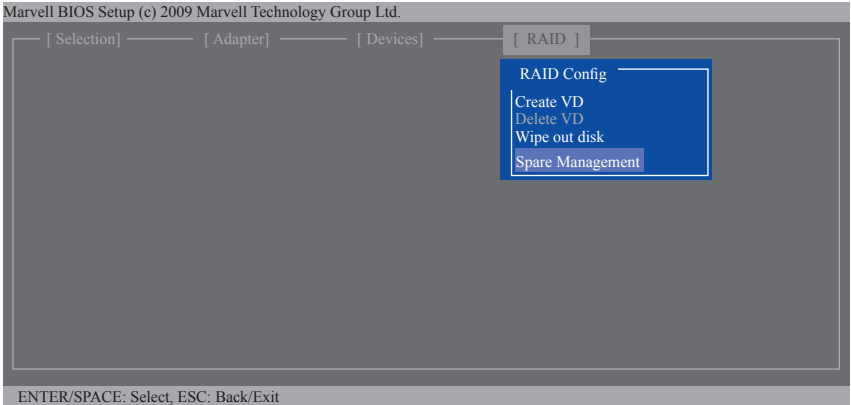 Marvell BIOS Setup (c) 2009 Marvell Technology Group Ltd.
[ Selection] [ Adapter] [ Devices] [ RAID ]
RAID Config
Create VD
Delete VD
Wipe out disk
Spare Management
ENTER/SPACE: Select, ESC: Back/Exit